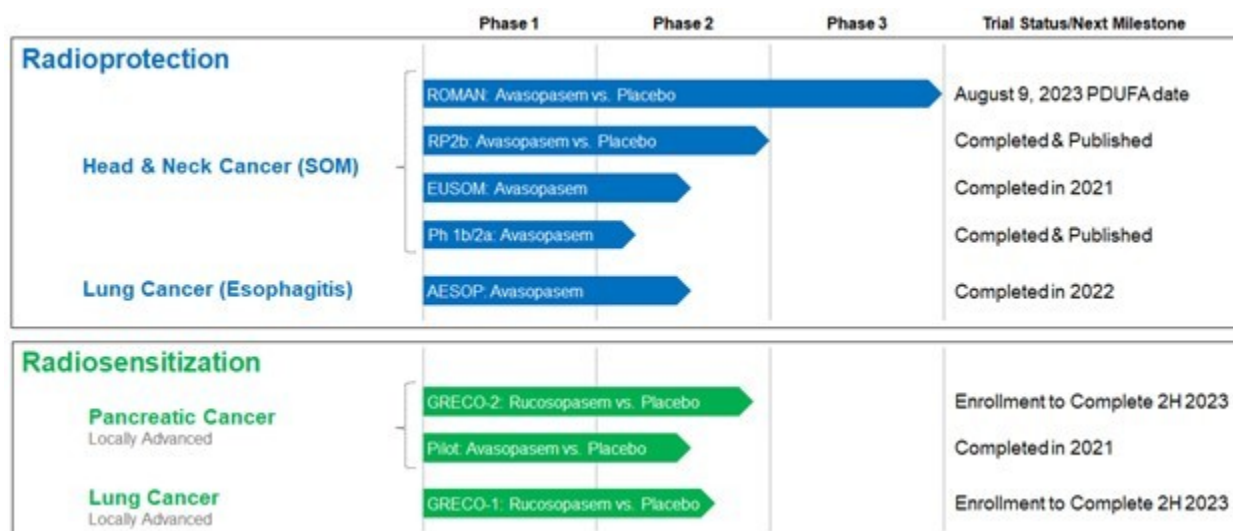 Phase 1 Phase 2 Phase 3 Trial Status/Next Milestone
Radioprotection
Head & Neck Cancer (SOM)
ROMAN: Avasopasem vs. Placebo August 9, 2023 PDUFA date
RP2b: Avasopasem vs. Placebo Completed & Published
EUSOM: Avasopasem Completed in 2021
Ph 1b/2a: Avasopasem Completed & Published
Lung Cancer (Esophagitis) AESOP: Avasopasem Completed in 2022
Radiosensitization
Pancreatic Cancer
Locally Advanced
GRECO-2: Rucosopasem vs. Placebo Enrollment to Complete 2H 2023
Pilot: Avasopasem vs. Placebo Completed in 2021
Lung Cancer
Locally Advanced
GRECO-1: Rucosopasem vs. Placebo Enrollment to Complete 2H 2023